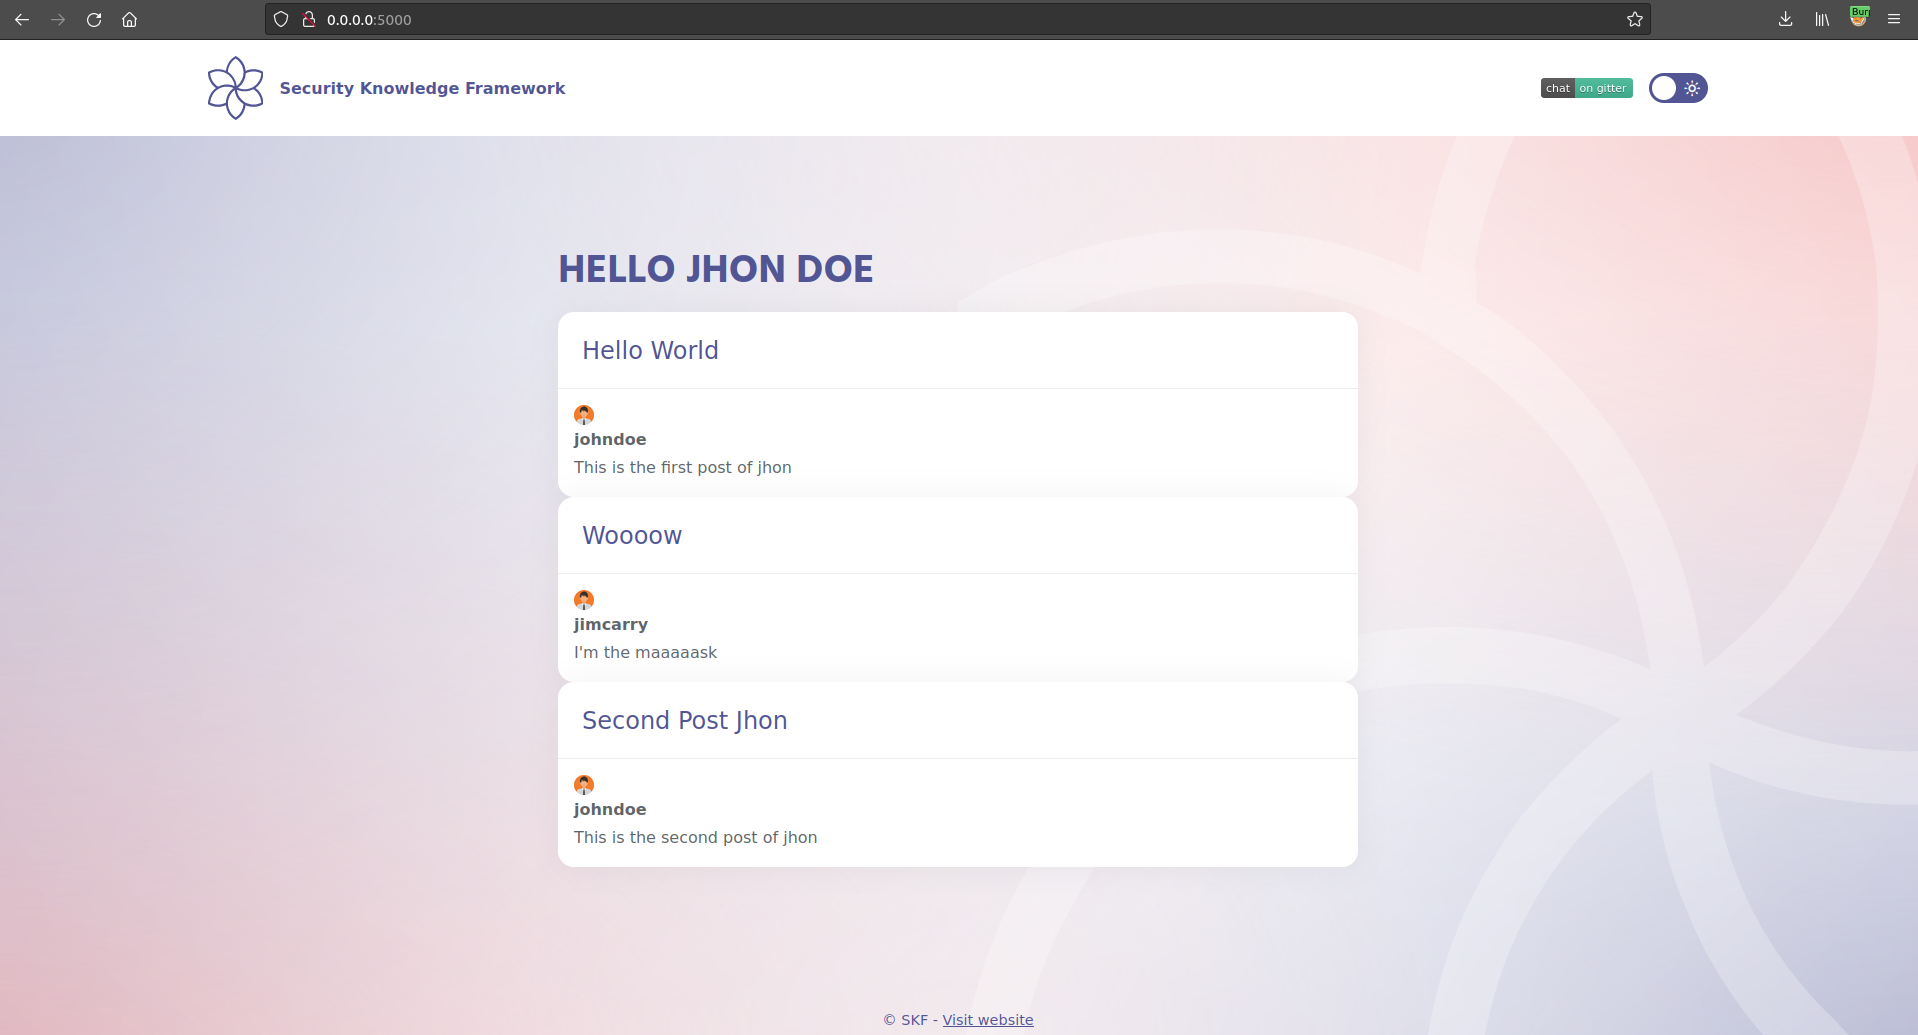 0.0.0.0:5000
Security Knowledge Framework
chat on gitter
HELLO JHON DOE
Hello World
johndoe
This is the first post of jhon
Woooow
jimcarry
I'm the maaaaask
Second Post Jhon
johndoe
This is the second post of jhon
© SKF - Visit website